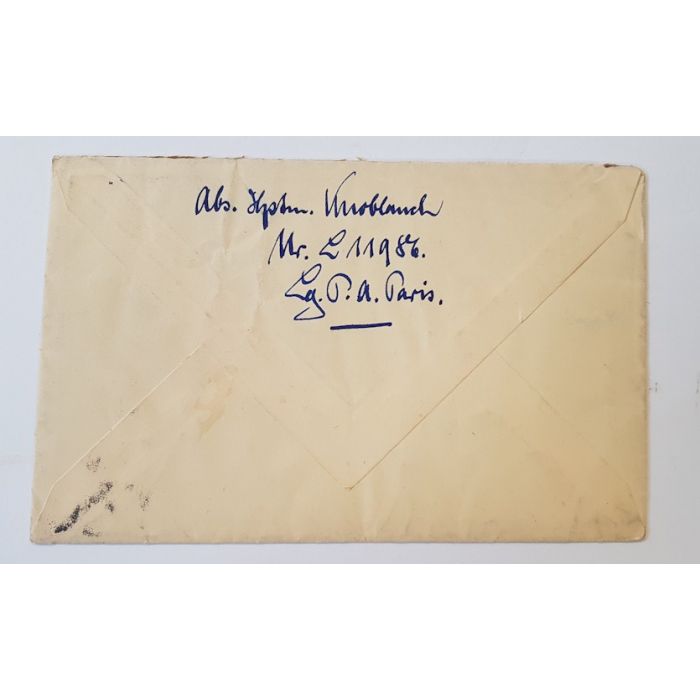 Abs. Hptm. Knoblauch
Nr. L 11986.
Lg. P. A. Paris.